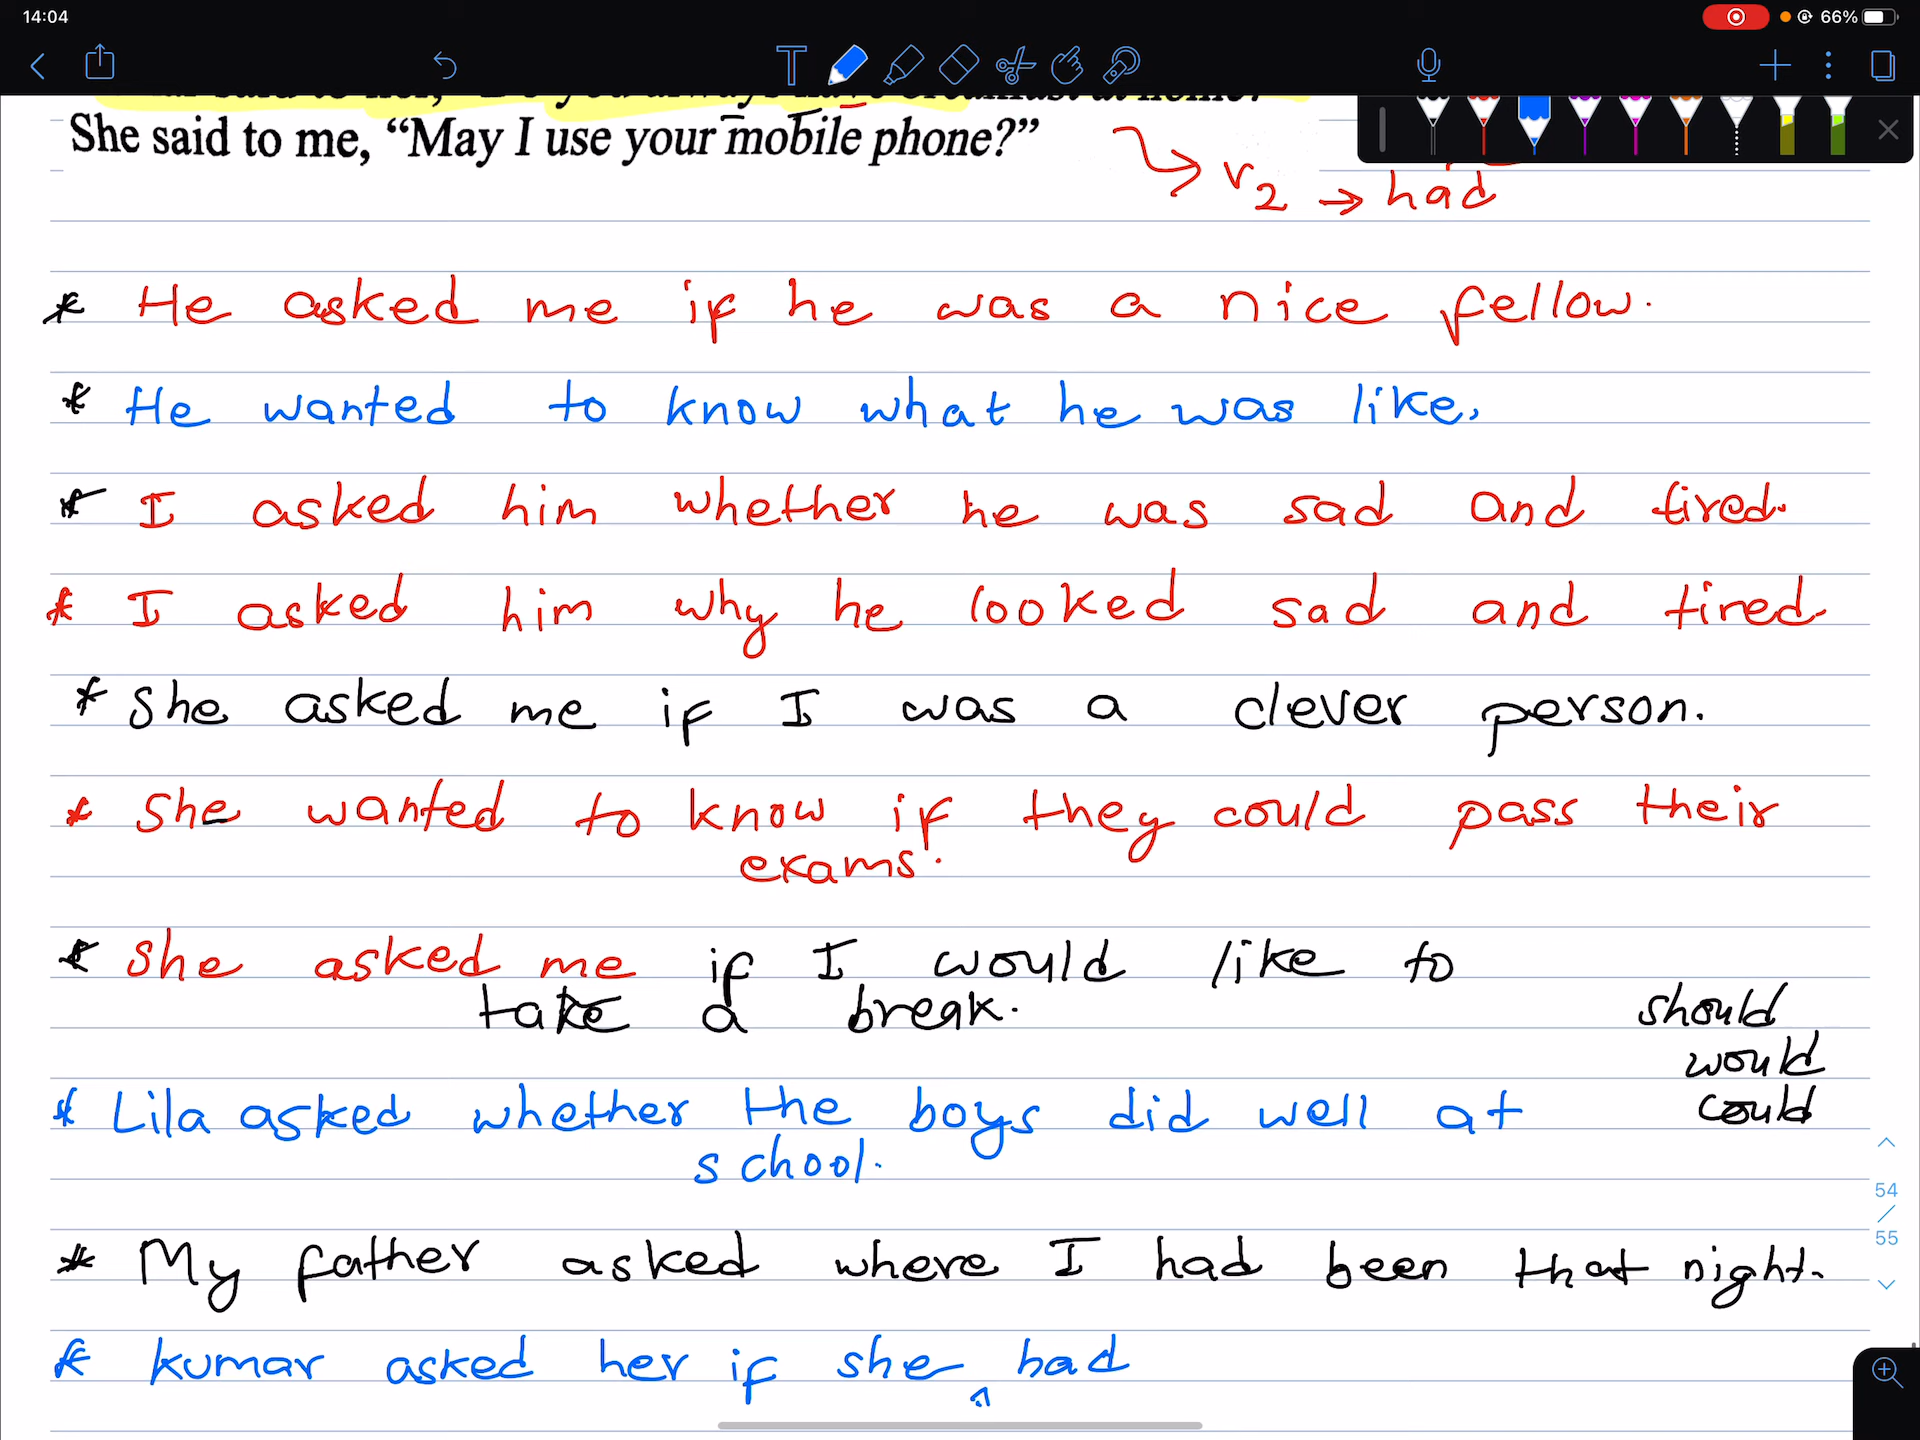 14:04
66%
She said to me, “May I use your mobile phone?”
→ V2 → had
* He asked me if he was a nice fellow.
* He wanted to know what he was like.
* I asked him whether he was sad and tired.
* I asked him why he looked sad and tired
* She asked me if I was a clever person.
* She wanted to know if they could pass their
exams.
* She asked me if I would like to
take a break.
should
would
could
* Lila asked whether the boys did well at
school.
54
/
55
* My father asked where I had been that night.
* kumar asked her if she ^ had